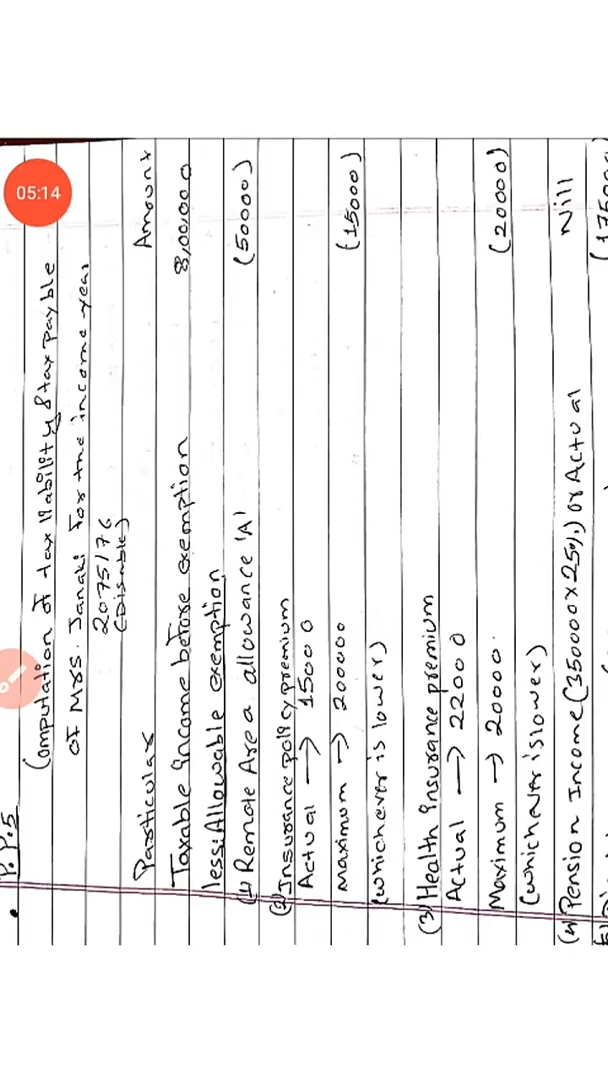 P.P.5
Computation of tax liability & tax payble
of Mrs. Janaki For the income year
2075/76
(Disable)
Particular Amount
Taxable income before exemption 8,00,000
less: Allowable exemption
(1) Remote Area allowance 'A' (50000)
(2) Insurance policy premium
Actual → 15000
Maximum → 200000 (15000)
(whichever is lower)
(3) Health insurance premium
Actual → 22000
Maximum → 20000. (20000)
(whichever is lower)
(4) Pension Income (350000 x 25%) or Actual Nill
05:14